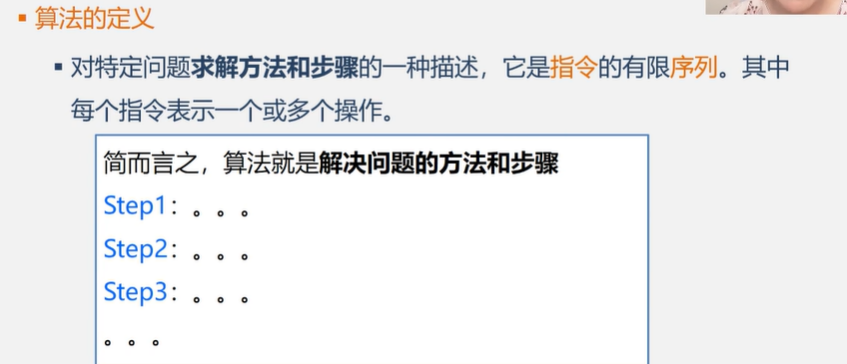 ▪ 算法的定义
▪ 对特定问题求解方法和步骤的一种描述，它是指令的有限序列。其中
每个指令表示一个或多个操作。
简而言之，算法就是解决问题的方法和步骤
Step1：。。。
Step2：。。。
Step3：。。。
。。。